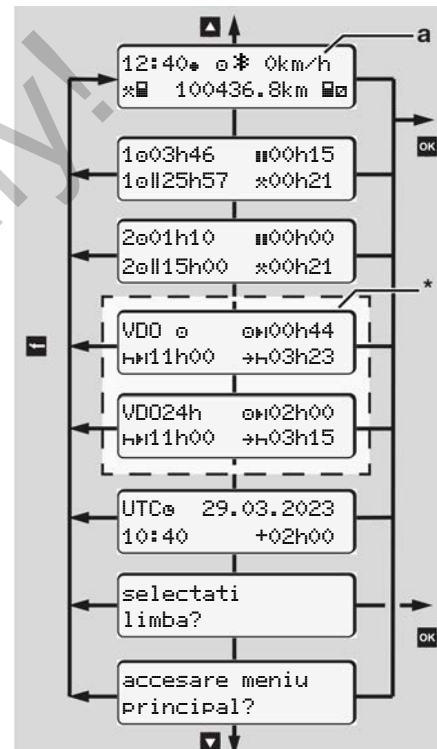 a
12:40● ⊙ᛒ 0km/h
100436.8km
1⊙03h46 00h15
1⊙||25h57 00h21
2⊙01h10 00h00
2⊙||15h00 00h21
*
VDO ⊙ 00h44
11h00 03h23
VDO24h 02h00
11h00 03h15
UTC 29.03.2023
10:40 +02h00
selectati
limba?
accesare meniu
principal?
OK
OK